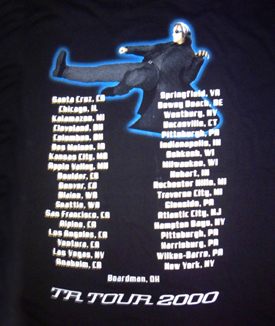 Santa Cruz, CA
Chicago, IL
Kalamazoo, MI
Cleveland, OH
Columbus, OH
Des Moines, IA
Kansas City, MO
Apple Valley, MN
Boulder, CO
Denver, CO
Blaine, WA
Seattle, WA
San Francisco, CA
Alpine, CA
Los Angeles, CA
Ventura, CA
Las Vegas, NV
Anaheim, CA
Springfield, VA
Dewey Beach, DE
Westbury, NY
Uncasville, CT
Pittsburgh, PA
Indianapolis, IN
Oshkosh, WI
Milwaukee, WI
Hobart, IN
Rochester Hills, MI
Traverse City, MI
Glenside, PA
Atlantic City, NJ
Hampton Bays, NY
Pittsburgh, PA
Harrisburg, PA
Wilkes-Barre, PA
New York, NY
Boardman, OH
TR TOUR 2000